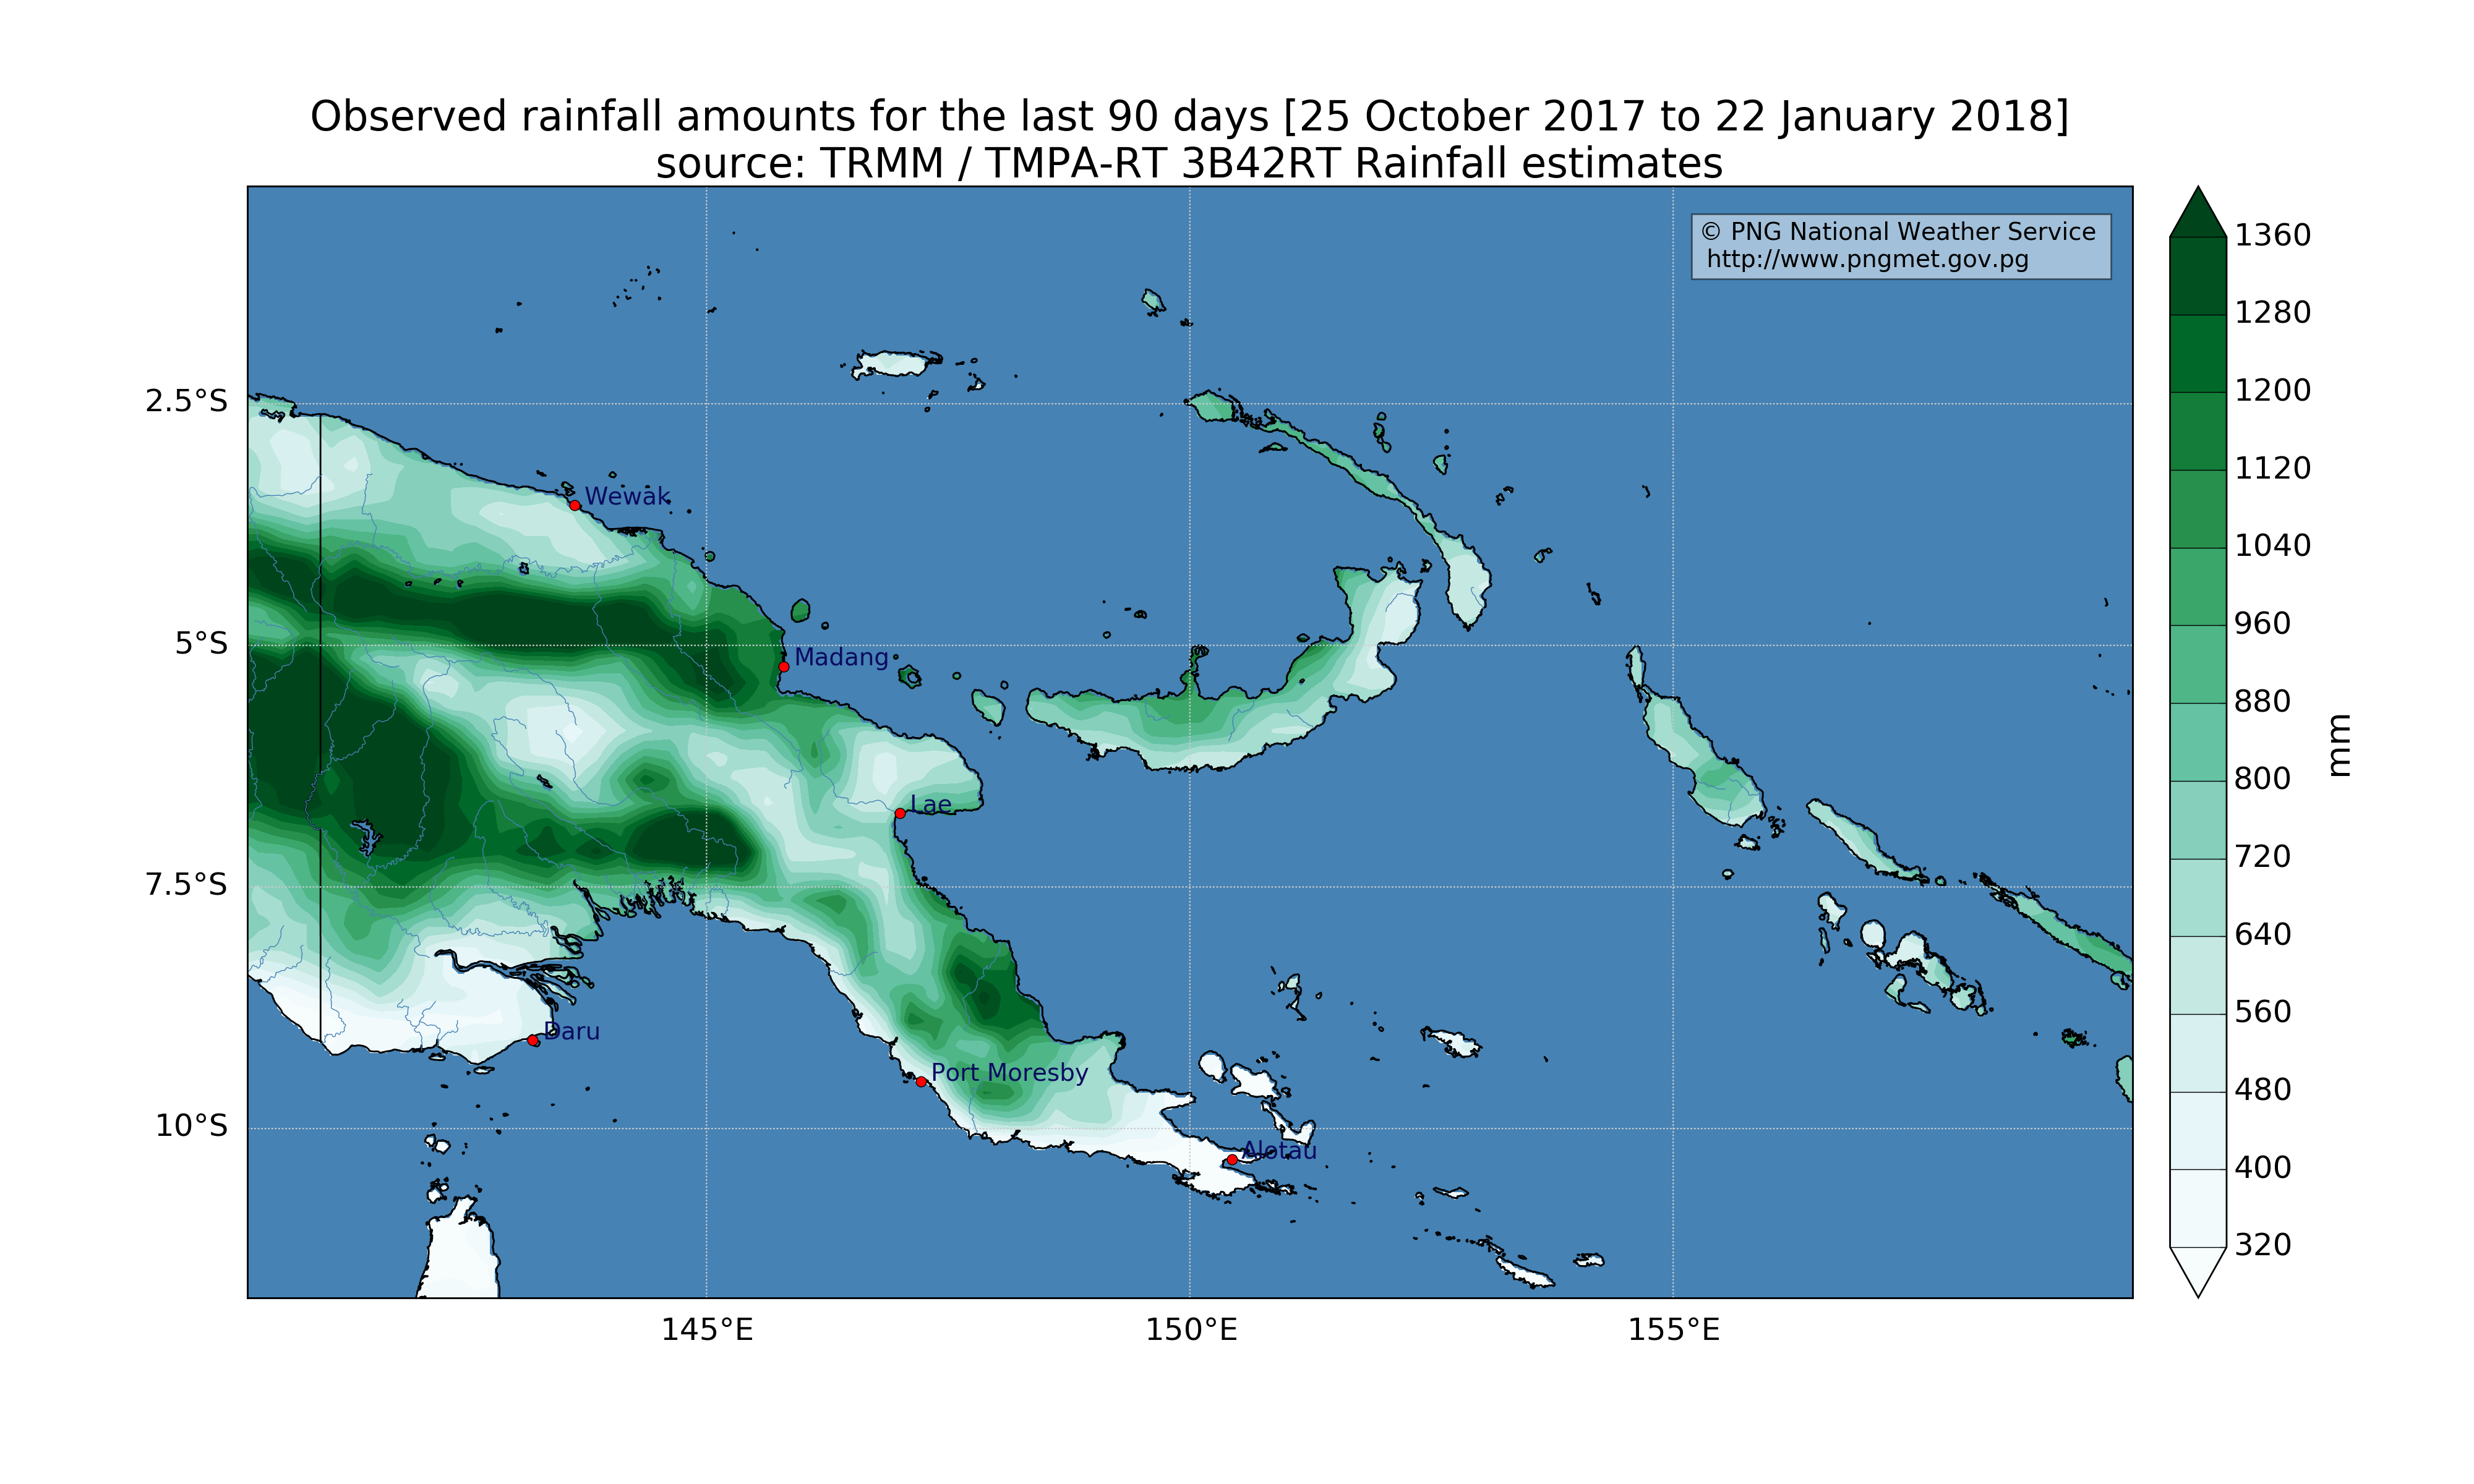 Observed rainfall amounts for the last 90 days [25 October 2017 to 22 January 2018]
source: TRMM / TMPA-RT 3B42RT Rainfall estimates
© PNG National Weather Service
http://www.pngmet.gov.pg
1360
1280
1200
1120
1040
960
880
800
720
640
560
480
400
320
mm
2.5°S
5°S
7.5°S
10°S
Wewak
Madang
Lae
Daru
Port Moresby
Alotau
145°E
150°E
155°E